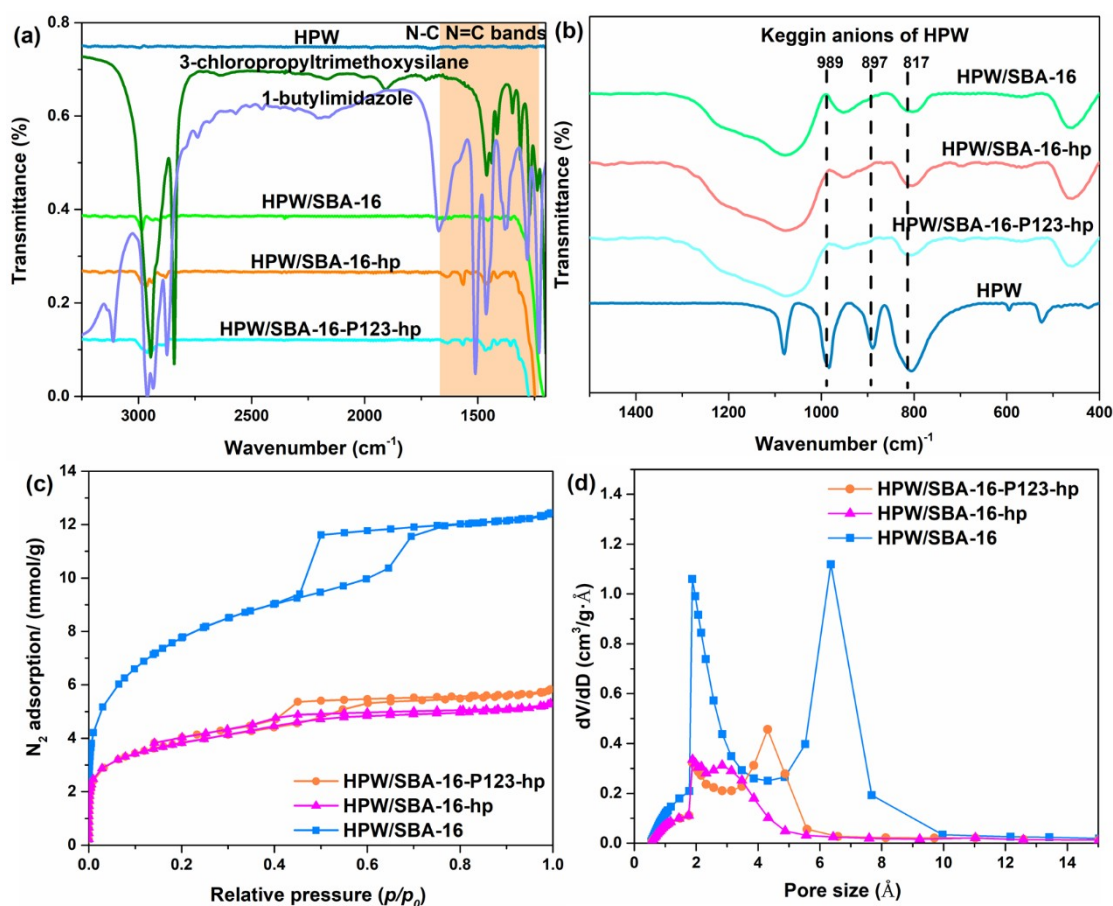 (a)
N-C N=C bands
HPW
3-chloropropyltrimethoxysilane
1-butylimidazole
HPW/SBA-16
HPW/SBA-16-hp
HPW/SBA-16-P123-hp
Transmittance (%)
0.8
0.6
0.4
0.2
0.0
3000 2500 2000 1500
Wavenumber (cm⁻¹)
(b)
Keggin anions of HPW
989 897 817
HPW/SBA-16
HPW/SBA-16-hp
HPW/SBA-16-P123-hp
HPW
Transmittance (%)
1400 1200 1000 800 600 400
Wavenumber (cm)⁻¹
(c)
N₂ adsorption/ (mmol/g)
14
12
10
8
6
4
2
0
HPW/SBA-16-P123-hp
HPW/SBA-16-hp
HPW/SBA-16
0.0 0.2 0.4 0.6 0.8 1.0
Relative pressure (p/p₀)
(d)
HPW/SBA-16-P123-hp
HPW/SBA-16-hp
HPW/SBA-16
dV/dD (cm³/g·Å)
1.4
1.2
1.0
0.8
0.6
0.4
0.2
0.0
0 2 4 6 8 10 12 14
Pore size (Å)